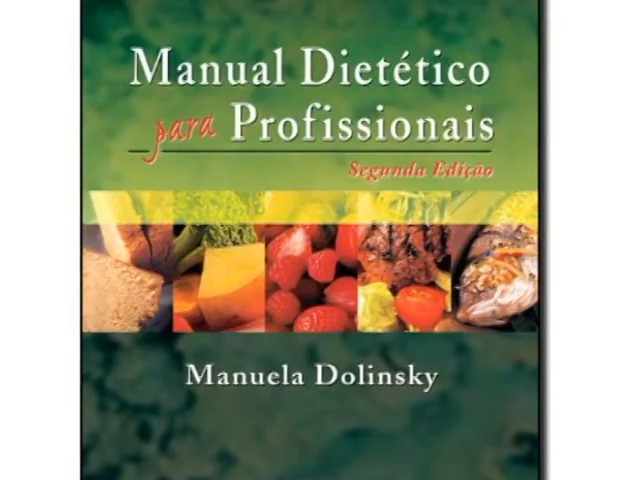 Manual Dietético
para Profissionais
Segunda Edição
Manuela Dolinsky